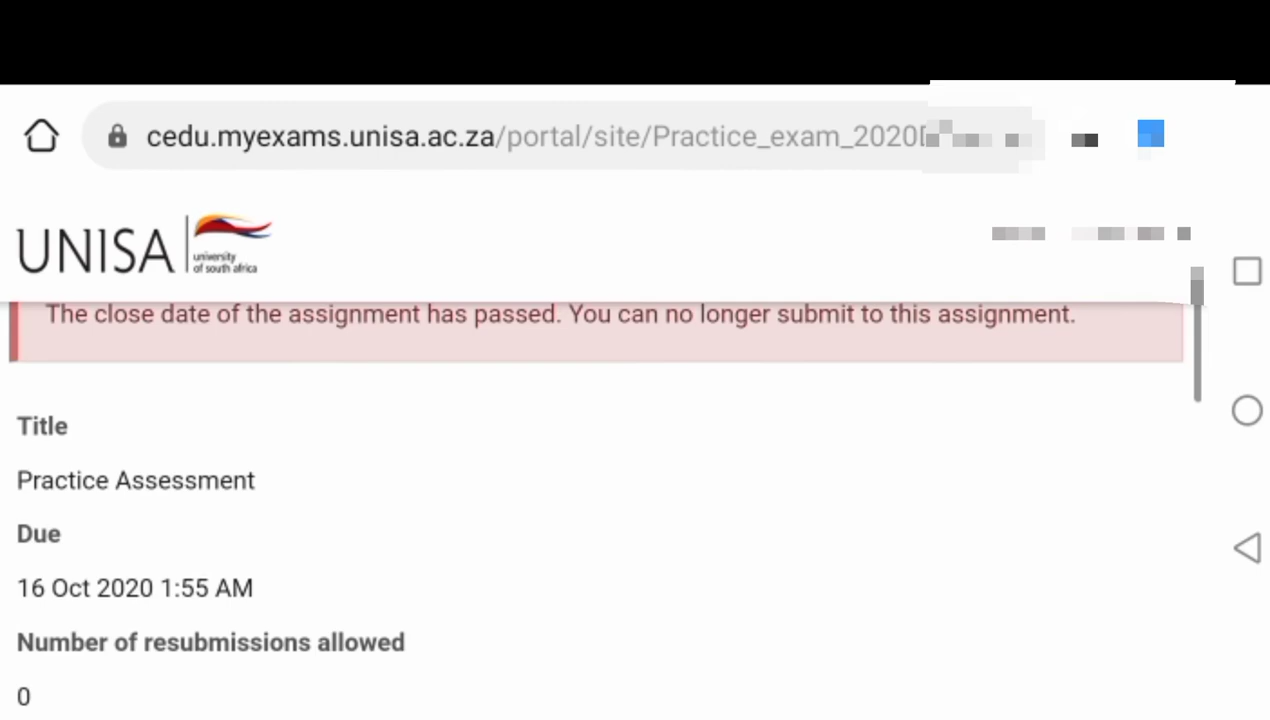 cedu.myexams.unisa.ac.za/portal/site/Practice_exam_2020
UNISA
university
of south africa
The close date of the assignment has passed. You can no longer submit to this assignment.
Title
Practice Assessment
Due
16 Oct 2020 1:55 AM
Number of resubmissions allowed
0